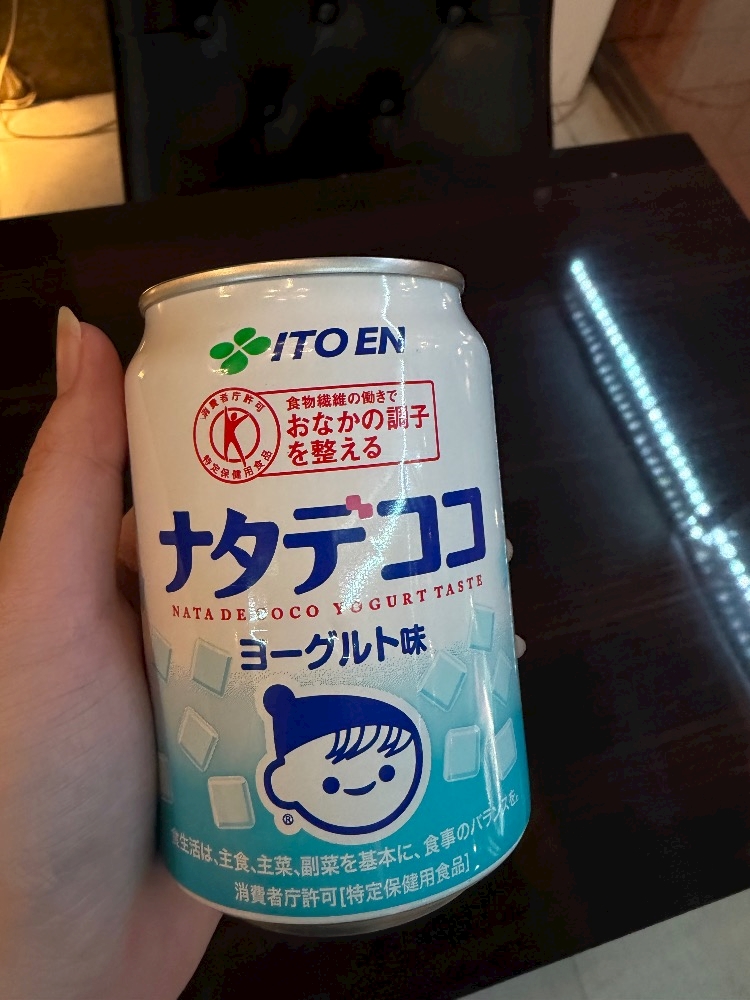 ITO EN
消費者庁許可
特定保健用食品
食物繊維の働きで
おなかの調子
を整える
ナタデココ
NATA DE COCO YOGURT TASTE
ヨーグルト味
®
食生活は、主食、主菜、副菜を基本に、食事のバランスを。
消費者庁許可[特定保健用食品]